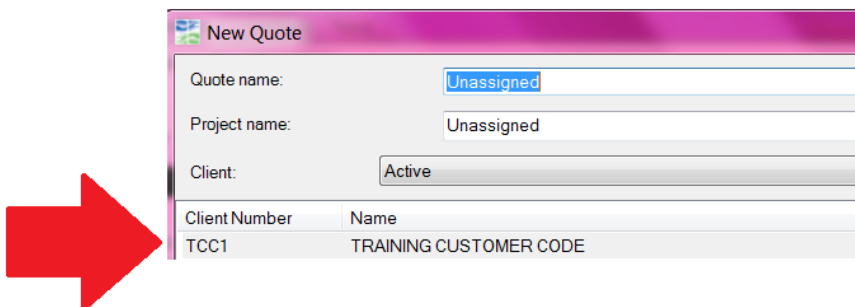 New Quote
Quote name: Unassigned
Project name: Unassigned
Client: Active
Client Number Name
TCC1 TRAINING CUSTOMER CODE